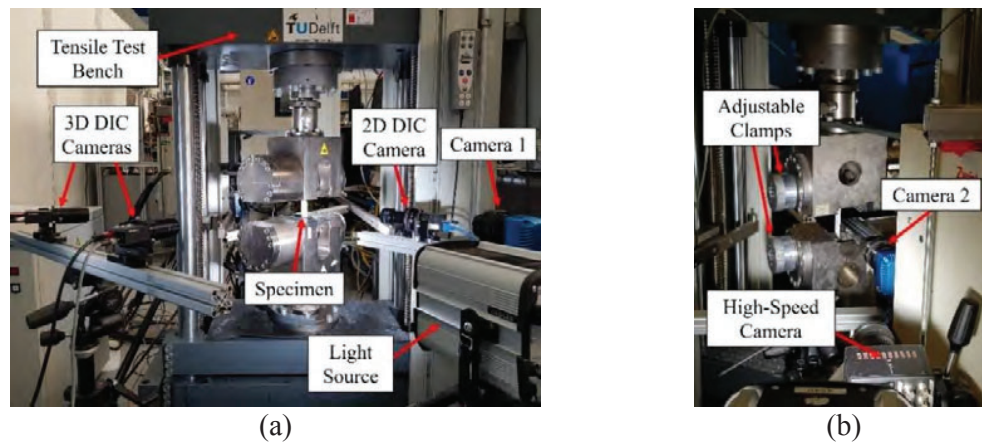 TUDelft
Tensile Test
Bench
3D DIC
Cameras
2D DIC
Camera
Camera 1
Specimen
Light
Source
(a)
Adjustable
Clamps
Camera 2
High-Speed
Camera
(b)